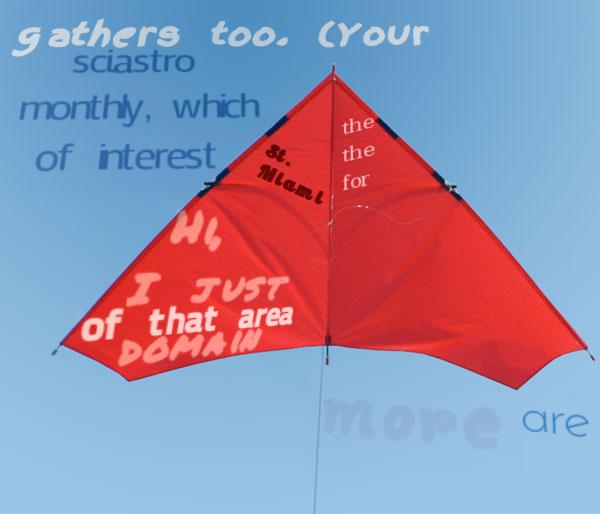 gathers too. (Your
sciastro
monthly, which
of interest
the
the
for
St.
Miami
Hi,
I JUST
DOMAIN
of that area
more are